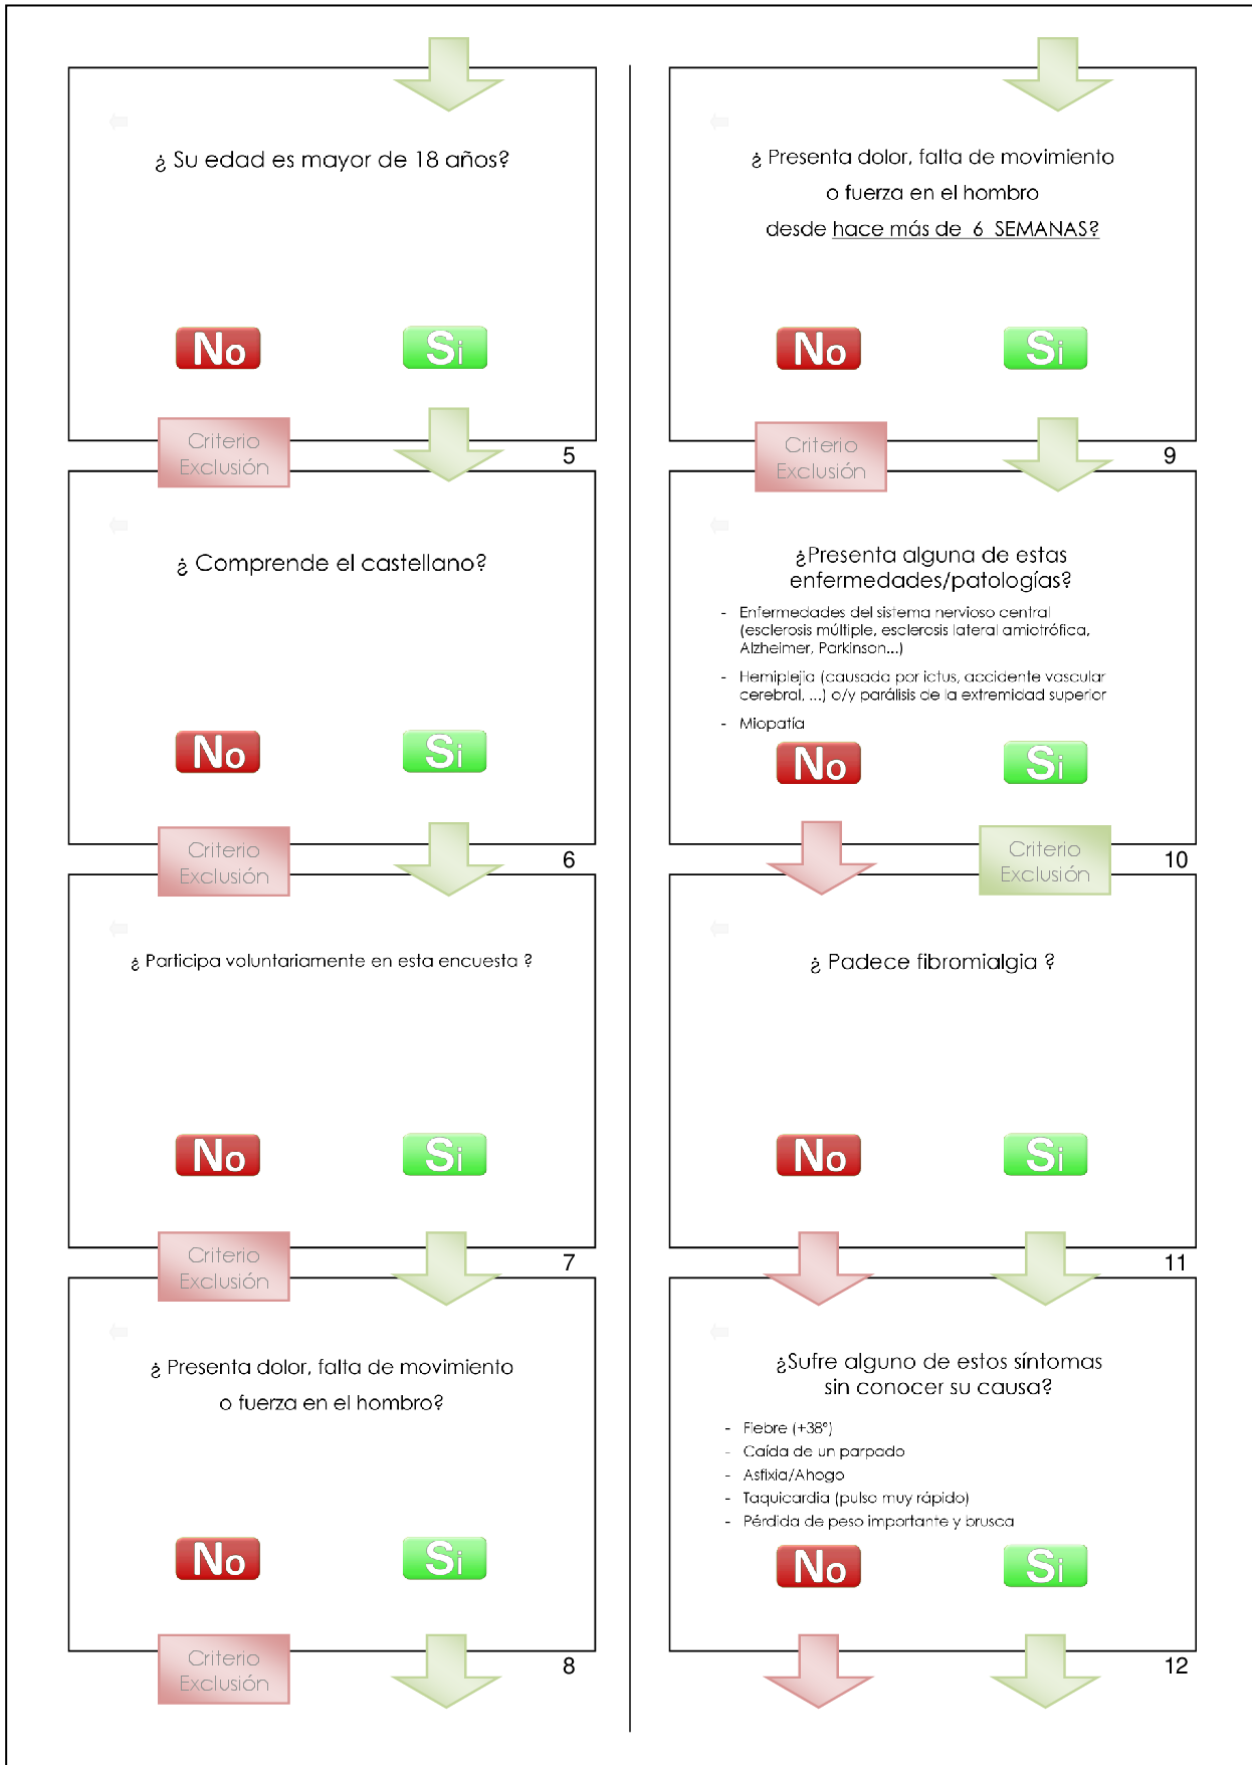 ¿ Su edad es mayor de 18 años?
No
Si
Criterio
Exclusión
5
¿ Comprende el castellano?
No
Si
Criterio
Exclusión
6
¿ Participa voluntariamente en esta encuesta ?
No
Si
Criterio
Exclusión
7
¿ Presenta dolor, falta de movimiento
o fuerza en el hombro?
No
Si
Criterio
Exclusión
8
¿ Presenta dolor, falta de movimiento
o fuerza en el hombro
desde hace más de 6 SEMANAS?
No
Si
Criterio
Exclusión
9
¿Presenta alguna de estas
enfermedades/patologías?
- Enfermedades del sistema nervioso central
(esclerosis múltiple, esclerosis lateral amiotrófica,
Alzheimer, Parkinson...)
- Hemiplejia (causada por ictus, accidente vascular
cerebral, ...) o/y parálisis de la extremidad superior
- Miopatía
No
Si
Criterio
Exclusión
10
¿ Padece fibromialgia ?
No
Si
11
¿Sufre alguno de estos síntomas
sin conocer su causa?
- Fiebre (+38º)
- Caída de un parpado
- Asfixia/Ahogo
- Taquicardia (pulso muy rápido)
- Pérdida de peso importante y brusca
No
Si
12